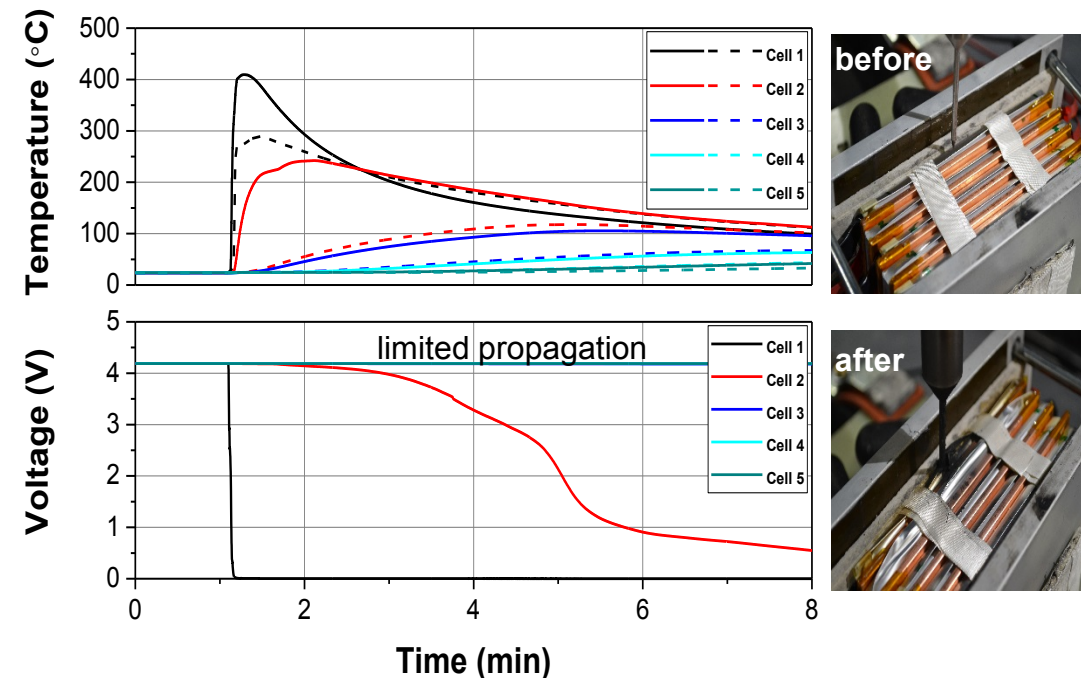 Temperature (°C)
500
400
300
200
100
0
Cell 1
Cell 2
Cell 3
Cell 4
Cell 5
before
Voltage (V)
5
4
3
2
1
0
limited propagation
Cell 1
Cell 2
Cell 3
Cell 4
Cell 5
after
0 2 4 6 8
Time (min)